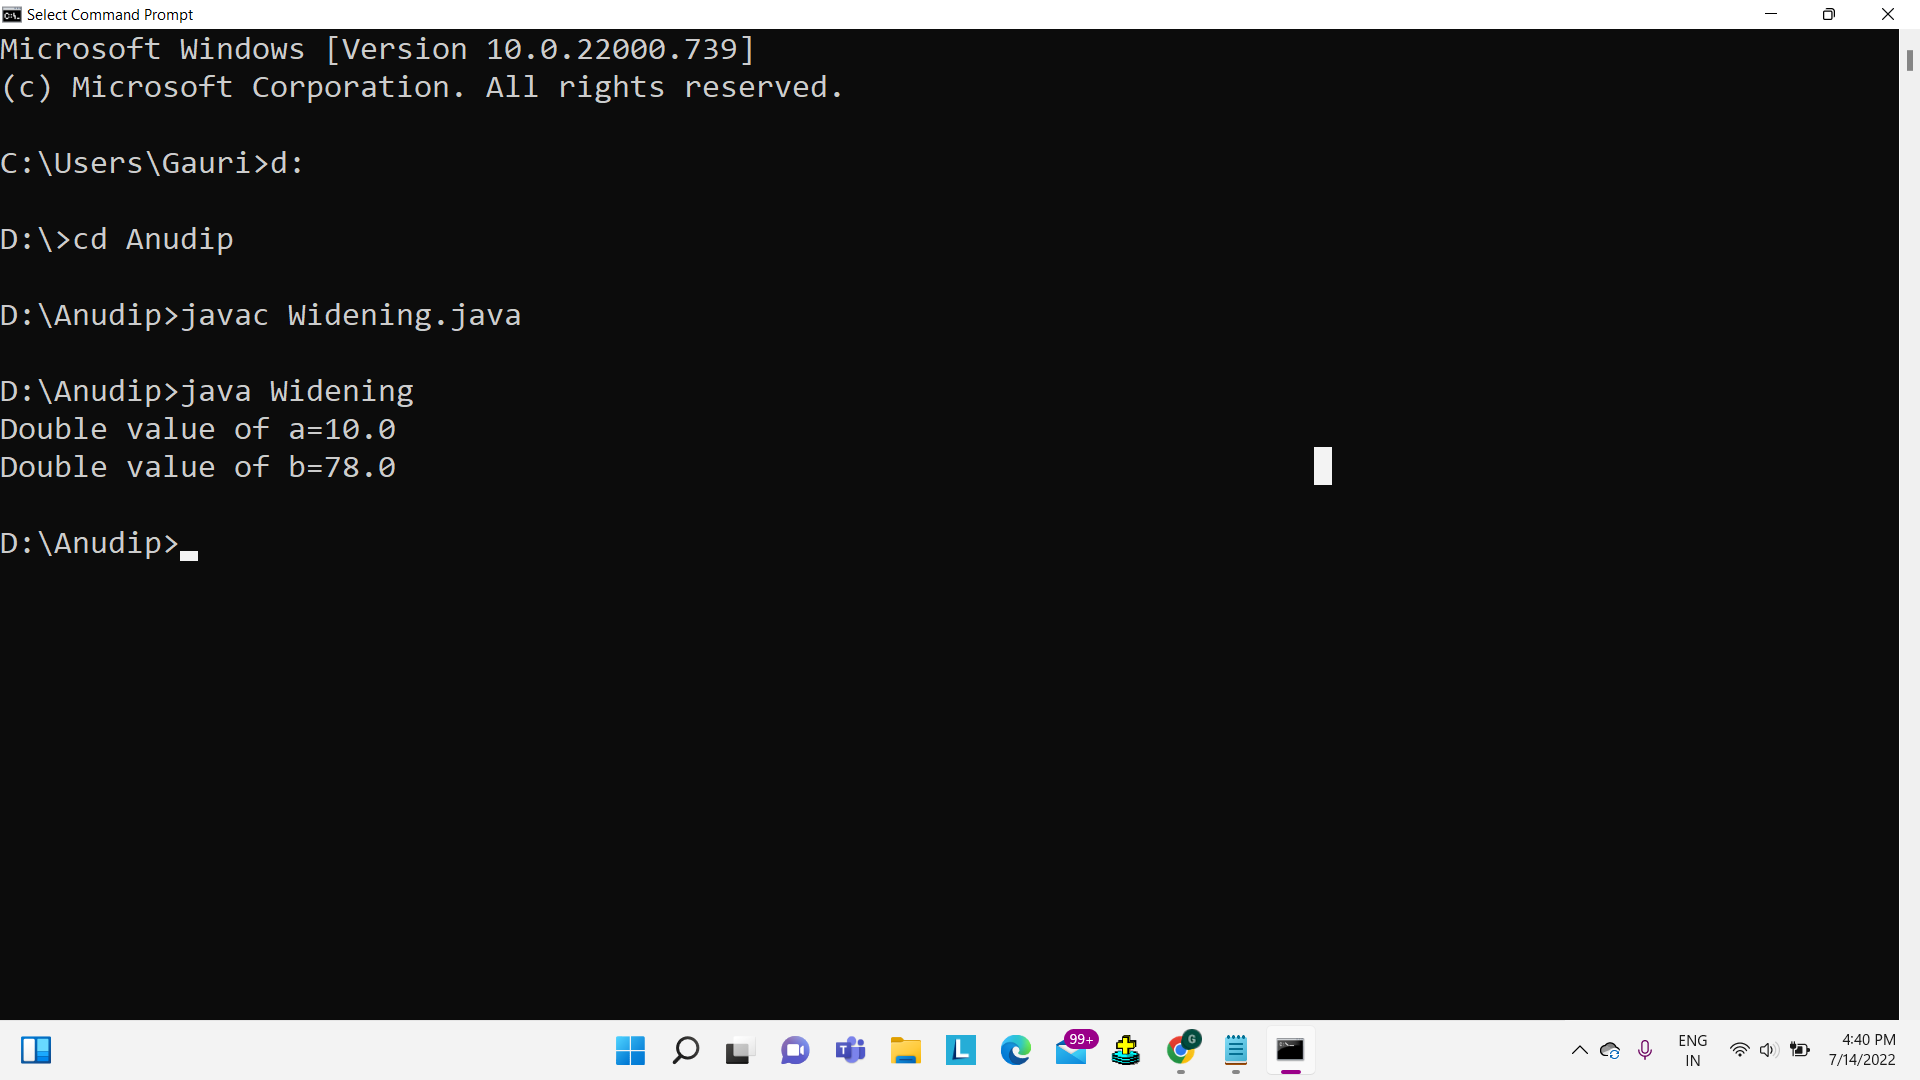 Select Command Prompt
Microsoft Windows [Version 10.0.22000.739]
(c) Microsoft Corporation. All rights reserved.
C:\Users\Gauri>d:
D:\>cd Anudip
D:\Anudip>javac Widening.java
D:\Anudip>java Widening
Double value of a=10.0
Double value of b=78.0
D:\Anudip>_
99+
G
L
ENG
IN
4:40 PM
7/14/2022